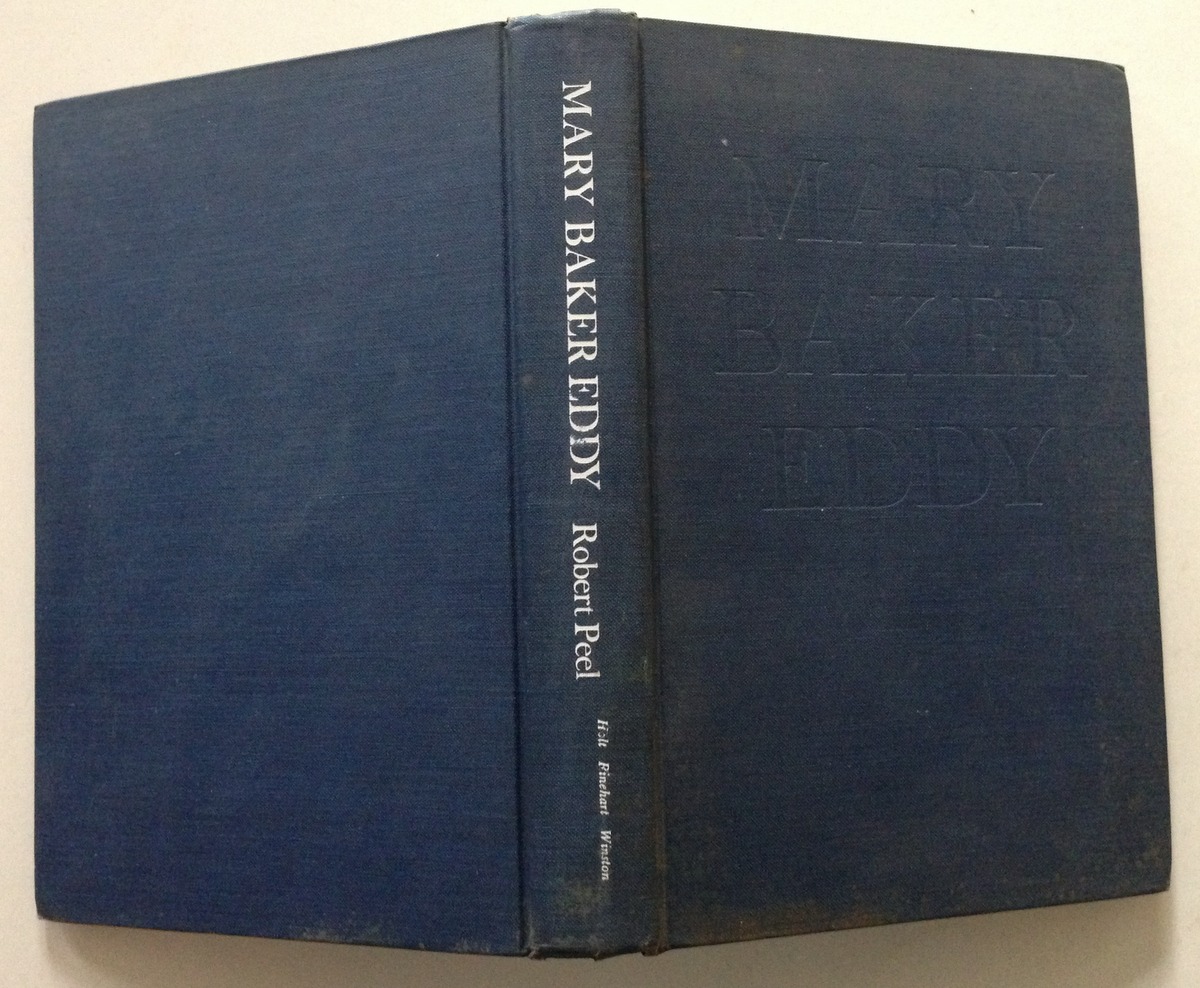 MARY BAKER EDDY Robert Peel Holt Rinehart Winston
MARY
BAKER
EDDY